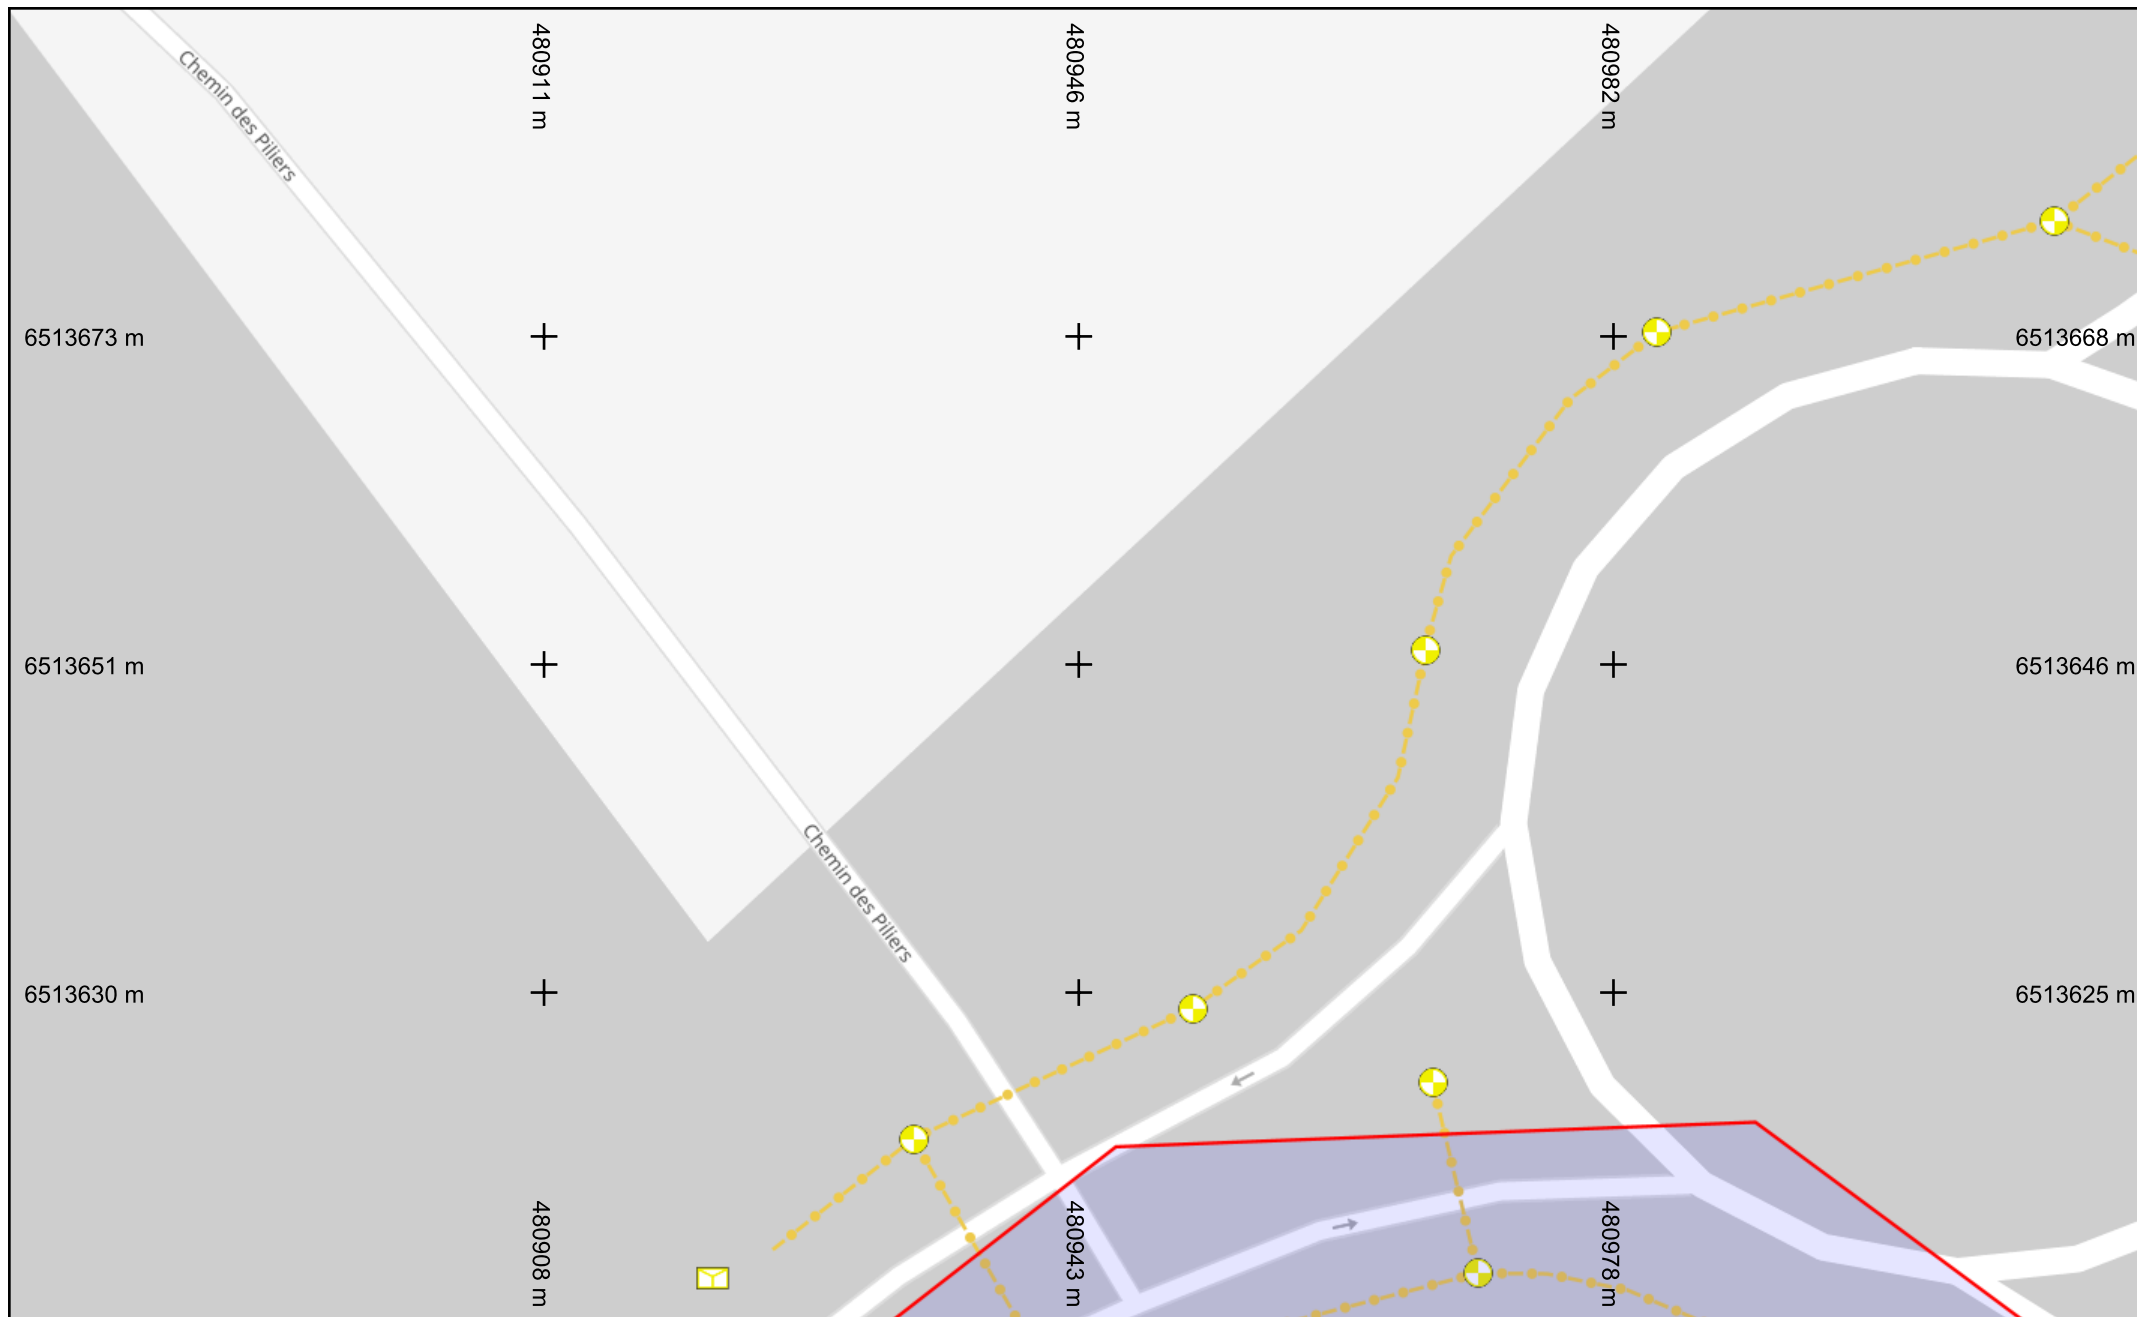 480911 m
480946 m
480982 m
Chemin des Piliers
6513673 m
6513668 m
6513651 m
6513646 m
Chemin des Piliers
6513630 m
6513625 m
480908 m
480943 m
480978 m